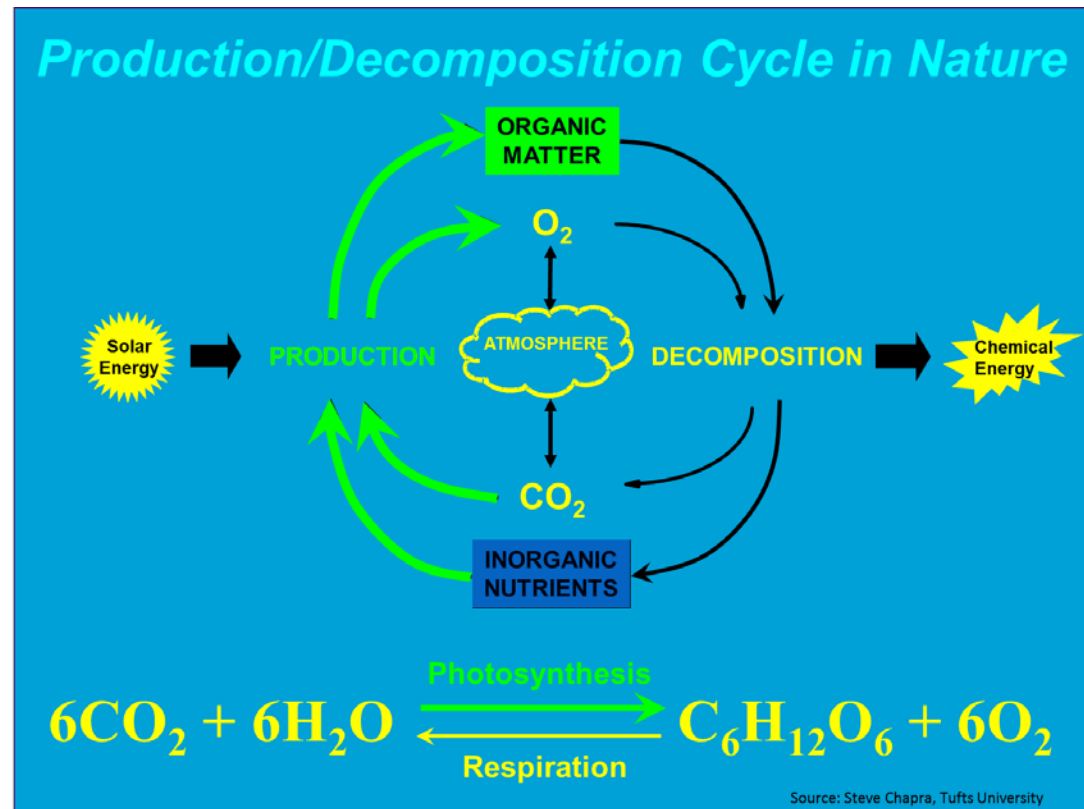 Production/Decomposition Cycle in Nature
ORGANIC
MATTER
O₂
Solar
Energy
PRODUCTION
ATMOSPHERE
DECOMPOSITION
Chemical
Energy
CO₂
INORGANIC
NUTRIENTS
Photosynthesis
6CO₂ + 6H₂O C₆H₁₂O₆ + 6O₂
Respiration
Source: Steve Chapra, Tufts University